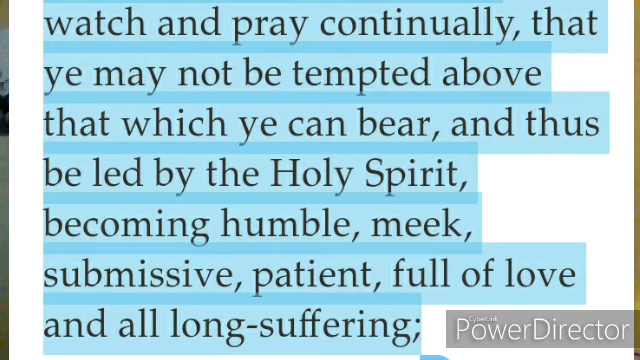 watch and pray continually, that
ye may not be tempted above
that which ye can bear, and thus
be led by the Holy Spirit,
becoming humble, meek,
submissive, patient, full of love
and all long-suffering;
CyberLink
PowerDirector